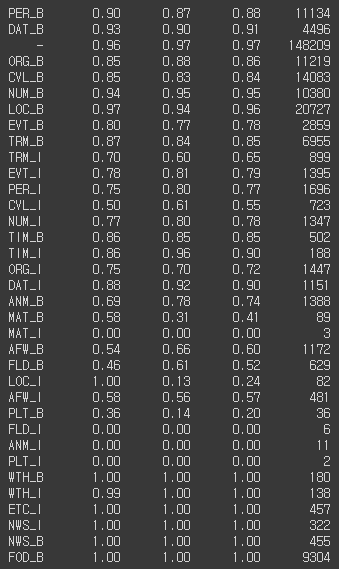 PER_B 0.90 0.87 0.88 11134
DAT_B 0.93 0.90 0.91 4496
- 0.96 0.97 0.97 148209
ORG_B 0.85 0.88 0.86 11219
CVL_B 0.85 0.83 0.84 14083
NUM_B 0.94 0.95 0.95 10380
LOC_B 0.97 0.94 0.96 20727
EVT_B 0.80 0.77 0.78 2859
TRM_B 0.87 0.84 0.85 6955
TRM_I 0.70 0.60 0.65 899
EVT_I 0.78 0.81 0.79 1395
PER_I 0.75 0.80 0.77 1696
CVL_I 0.50 0.61 0.55 723
NUM_I 0.77 0.80 0.78 1347
TIM_B 0.86 0.85 0.85 502
TIM_I 0.86 0.96 0.90 188
ORG_I 0.75 0.70 0.72 1447
DAT_I 0.88 0.92 0.90 1151
ANM_B 0.69 0.78 0.74 1388
MAT_B 0.58 0.31 0.41 89
MAT_I 0.00 0.00 0.00 3
AFW_B 0.54 0.66 0.60 1172
FLD_B 0.46 0.61 0.52 629
LOC_I 1.00 0.13 0.24 82
AFW_I 0.58 0.56 0.57 481
PLT_B 0.36 0.14 0.20 36
FLD_I 0.00 0.00 0.00 6
ANM_I 0.00 0.00 0.00 11
PLT_I 0.00 0.00 0.00 2
WTH_B 1.00 1.00 1.00 180
WTH_I 0.99 1.00 1.00 138
ETC_I 1.00 1.00 1.00 457
NWS_I 1.00 1.00 1.00 322
NWS_B 1.00 1.00 1.00 455
FOD_B 1.00 1.00 1.00 9304